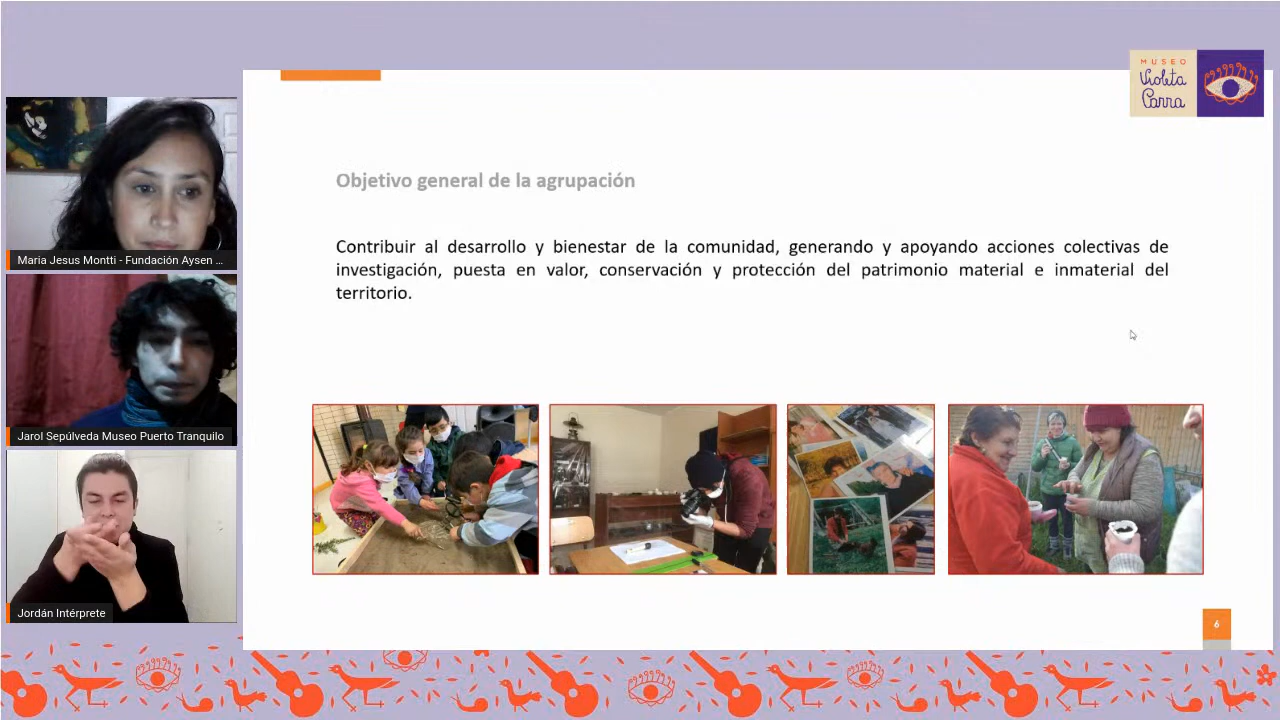 MUSEO
Violeta
Parra
Objetivo general de la agrupación
Contribuir al desarrollo y bienestar de la comunidad, generando y apoyando acciones colectivas de
investigación, puesta en valor, conservación y protección del patrimonio material e inmaterial del
territorio.
Maria Jesus Montti - Fundación Aysen ...
Jarol Sepúlveda Museo Puerto Tranquilo
Jordán Intérprete
6